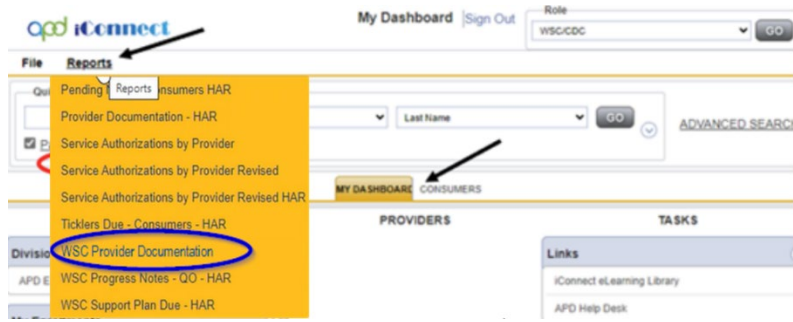 apd iConnect
My Dashboard | Sign Out
Role
WSC/CDC
GO
File Reports
Pending
Reports
nsumers HAR
Provider Documentation - HAR
Last Name
GO
ADVANCED SEARC
Service Authorizations by Provider
Service Authorizations by Provider Revised
Service Authorizations by Provider Revised HAR
MY DASHBOARD CONSUMERS
Ticklers Due - Consumers - HAR
PROVIDERS
TASKS
WSC Provider Documentation
Links
WSC Progress Notes - QO - HAR
iConnect eLearning Library
WSC Support Plan Due - HAR
APD Help Desk